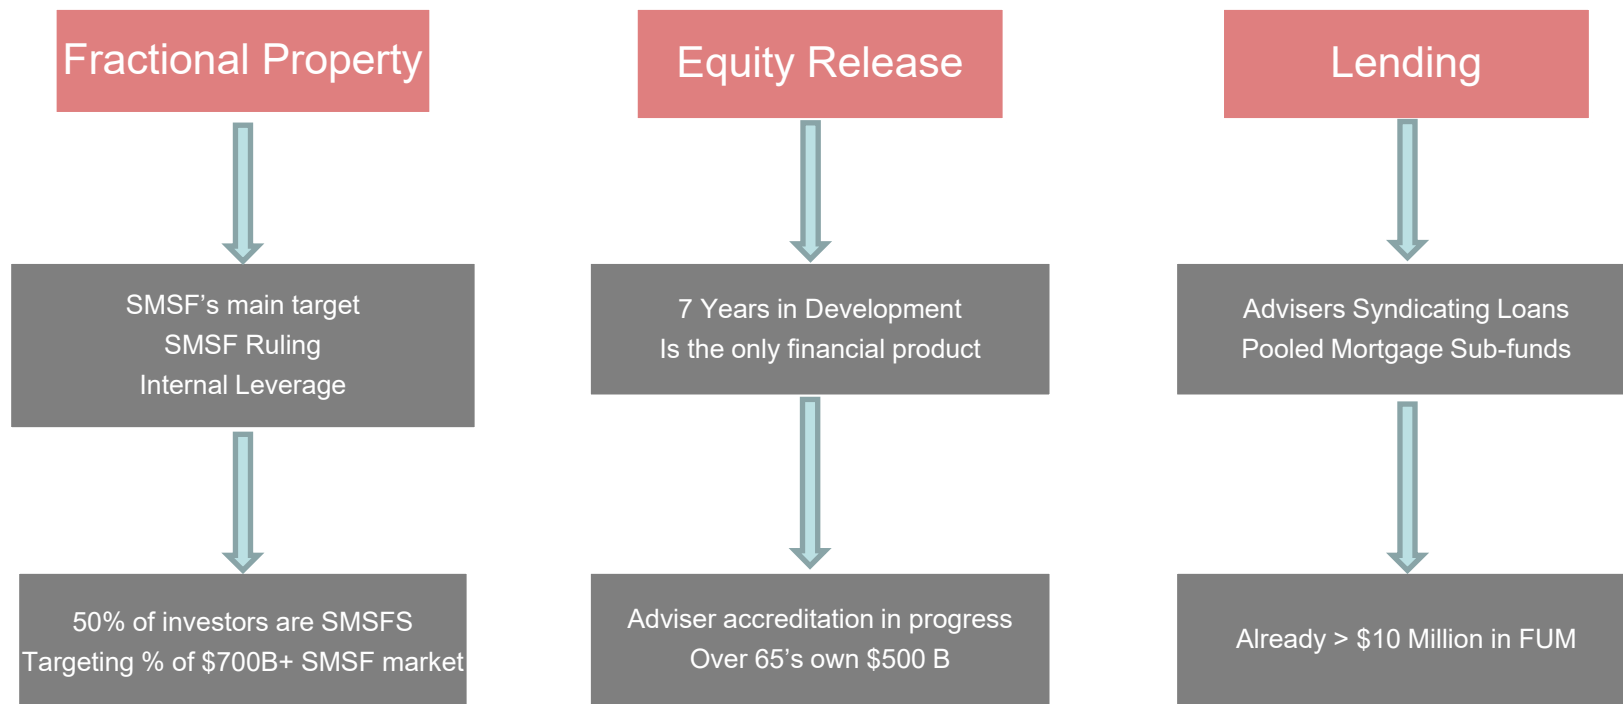 Fractional Property
SMSF’s main target
SMSF Ruling
Internal Leverage
50% of investors are SMSFS
Targeting % of $700B+ SMSF market
Equity Release
7 Years in Development
Is the only financial product
Adviser accreditation in progress
Over 65’s own $500 B
Lending
Advisers Syndicating Loans
Pooled Mortgage Sub-funds
Already > $10 Million in FUM